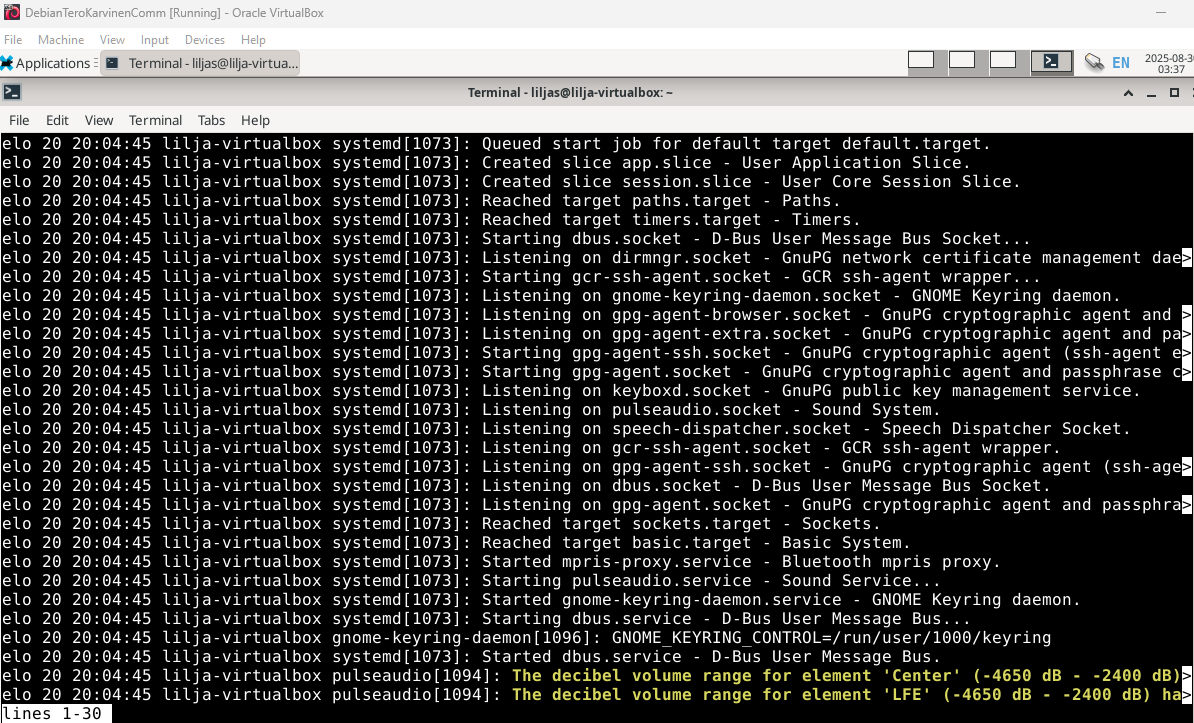 DebianTeroKarvinenComm [Running] - Oracle VirtualBox
File Machine View Input Devices Help
Applications Terminal - liljas@lilja-virtua... EN 2025-08-30
03:37
Terminal - liljas@lilja-virtualbox: ~
File Edit View Terminal Tabs Help
elo 20 20:04:45 lilja-virtualbox systemd[1073]: Queued start job for default target default.target.
elo 20 20:04:45 lilja-virtualbox systemd[1073]: Created slice app.slice - User Application Slice.
elo 20 20:04:45 lilja-virtualbox systemd[1073]: Created slice session.slice - User Core Session Slice.
elo 20 20:04:45 lilja-virtualbox systemd[1073]: Reached target paths.target - Paths.
elo 20 20:04:45 lilja-virtualbox systemd[1073]: Reached target timers.target - Timers.
elo 20 20:04:45 lilja-virtualbox systemd[1073]: Starting dbus.socket - D-Bus User Message Bus Socket...
elo 20 20:04:45 lilja-virtualbox systemd[1073]: Listening on dirmngr.socket - GnuPG network certificate management dae>
elo 20 20:04:45 lilja-virtualbox systemd[1073]: Starting gcr-ssh-agent.socket - GCR ssh-agent wrapper...
elo 20 20:04:45 lilja-virtualbox systemd[1073]: Listening on gnome-keyring-daemon.socket - GNOME Keyring daemon.
elo 20 20:04:45 lilja-virtualbox systemd[1073]: Listening on gpg-agent-browser.socket - GnuPG cryptographic agent and >
elo 20 20:04:45 lilja-virtualbox systemd[1073]: Listening on gpg-agent-extra.socket - GnuPG cryptographic agent and pa>
elo 20 20:04:45 lilja-virtualbox systemd[1073]: Starting gpg-agent-ssh.socket - GnuPG cryptographic agent (ssh-agent e>
elo 20 20:04:45 lilja-virtualbox systemd[1073]: Starting gpg-agent.socket - GnuPG cryptographic agent and passphrase c>
elo 20 20:04:45 lilja-virtualbox systemd[1073]: Listening on keyboxd.socket - GnuPG public key management service.
elo 20 20:04:45 lilja-virtualbox systemd[1073]: Listening on pulseaudio.socket - Sound System.
elo 20 20:04:45 lilja-virtualbox systemd[1073]: Listening on speech-dispatcher.socket - Speech Dispatcher Socket.
elo 20 20:04:45 lilja-virtualbox systemd[1073]: Listening on gcr-ssh-agent.socket - GCR ssh-agent wrapper.
elo 20 20:04:45 lilja-virtualbox systemd[1073]: Listening on gpg-agent-ssh.socket - GnuPG cryptographic agent (ssh-age>
elo 20 20:04:45 lilja-virtualbox systemd[1073]: Listening on dbus.socket - D-Bus User Message Bus Socket.
elo 20 20:04:45 lilja-virtualbox systemd[1073]: Listening on gpg-agent.socket - GnuPG cryptographic agent and passphra>
elo 20 20:04:45 lilja-virtualbox systemd[1073]: Reached target sockets.target - Sockets.
elo 20 20:04:45 lilja-virtualbox systemd[1073]: Reached target basic.target - Basic System.
elo 20 20:04:45 lilja-virtualbox systemd[1073]: Started mpris-proxy.service - Bluetooth mpris proxy.
elo 20 20:04:45 lilja-virtualbox systemd[1073]: Starting pulseaudio.service - Sound Service...
elo 20 20:04:45 lilja-virtualbox systemd[1073]: Started gnome-keyring-daemon.service - GNOME Keyring daemon.
elo 20 20:04:45 lilja-virtualbox systemd[1073]: Starting dbus.service - D-Bus User Message Bus...
elo 20 20:04:45 lilja-virtualbox gnome-keyring-daemon[1096]: GNOME_KEYRING_CONTROL=/run/user/1000/keyring
elo 20 20:04:45 lilja-virtualbox systemd[1073]: Started dbus.service - D-Bus User Message Bus.
elo 20 20:04:45 lilja-virtualbox pulseaudio[1094]: The decibel volume range for element 'Center' (-4650 dB - -2400 dB)>
elo 20 20:04:45 lilja-virtualbox pulseaudio[1094]: The decibel volume range for element 'LFE' (-4650 dB - -2400 dB) ha>
lines 1-30